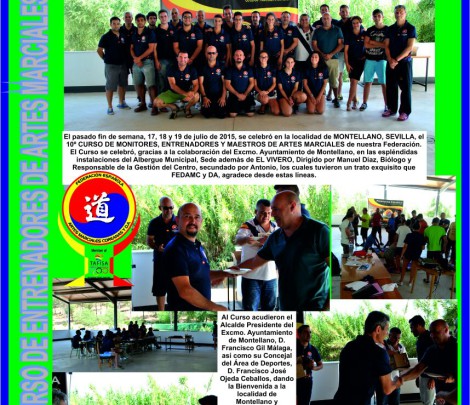 RSO DE ENTRENADORES DE ARTES MARCIALES
El pasado fin de semana, 17, 18 y 19 de julio de 2015, se celebró en la localidad de MONTELLANO, SEVILLA, el
10º CURSO DE MONITORES, ENTRENADORES Y MAESTROS DE ARTES MARCIALES de nuestra Federación.
El Curso se celebró, gracias a la colaboración del Excmo. Ayuntamiento de Montellano, en las espléndidas
instalaciones del Albergue Municipal, Sede además de EL VIVERO, Dirigido por Manuel Díaz, Biólogo y
Responsable de la Gestión del Centro, secundado por Antonio, los cuales tuvieron un trato exquisito que
FEDAMC y DA, agradece desde estas líneas.
FEDERACION ESPAÑOLA
道
TAFISA
Al Curso acudieron el
Alcalde Presidente del
Excmo. Ayuntamiento
de Montellano, D.
Francisco Gil Málaga,
así como su Concejal
del Área de Deportes,
D. Francisco José
Ojeda Ceballos, dando
la Bienvenida a la
localidad de
Montellano y